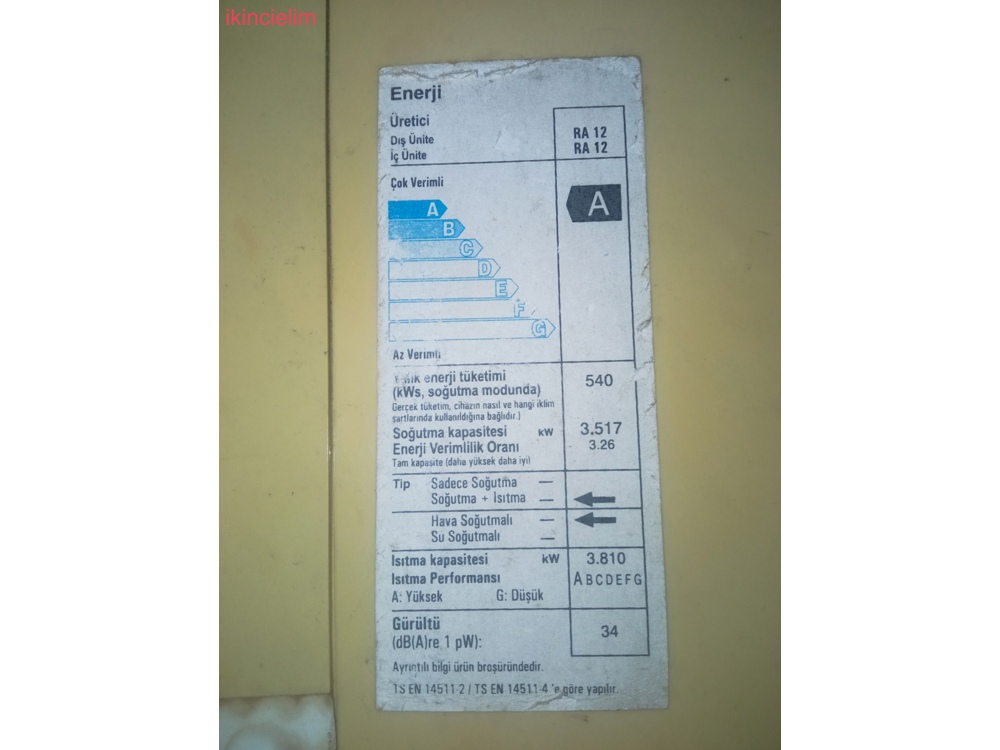 ikincielim
Enerji
Üretici
Dış Ünite RA 12
İç Ünite RA 12
Çok Verimli
A A
B
C
D
E
F
G
Az Verimli
enerji tüketimi 540
(kWs, soğutma modunda)
Gerçek tüketim, cihazın nasıl ve hangi iklim
şartlarında kullanıldığına bağlıdır.)
Soğutma kapasitesi kW 3,517
Enerji Verimlilik Oranı 3.26
Tam kapasite (daha yüksek daha iyi)
Tip Sadece Soğutma —
Soğutma + Isıtma —
Hava Soğutmalı —
Su Soğutmalı —
Isıtma kapasitesi kW 3.810
Isıtma Performansı A B C D E F G
A: Yüksek G: Düşük
Gürültü
(dB(A)re 1 pW): 34
Ayrıntılı bilgi ürün broşüründedir.
TS EN 14511-2 / TS EN 14511-4 'e göre yapılır.